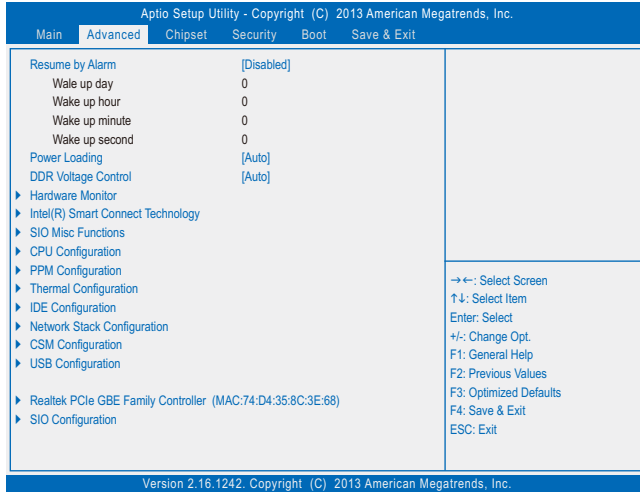 Aptio Setup Utility - Copyright (C) 2013 American Megatrends, Inc.
Main Advanced Chipset Security Boot Save & Exit
Resume by Alarm [Disabled]
Wale up day 0
Wake up hour 0
Wake up minute 0
Wake up second 0
Power Loading [Auto]
DDR Voltage Control [Auto]
Hardware Monitor
Intel(R) Smart Connect Technology
SIO Misc Functions
CPU Configuration
PPM Configuration
Thermal Configuration
IDE Configuration
Network Stack Configuration
CSM Configuration
USB Configuration
Realtek PCIe GBE Family Controller (MAC:74:D4:35:8C:3E:68)
SIO Configuration
→←: Select Screen
↑↓: Select Item
Enter: Select
+/-: Change Opt.
F1: General Help
F2: Previous Values
F3: Optimized Defaults
F4: Save & Exit
ESC: Exit
Version 2.16.1242. Copyright (C) 2013 American Megatrends, Inc.